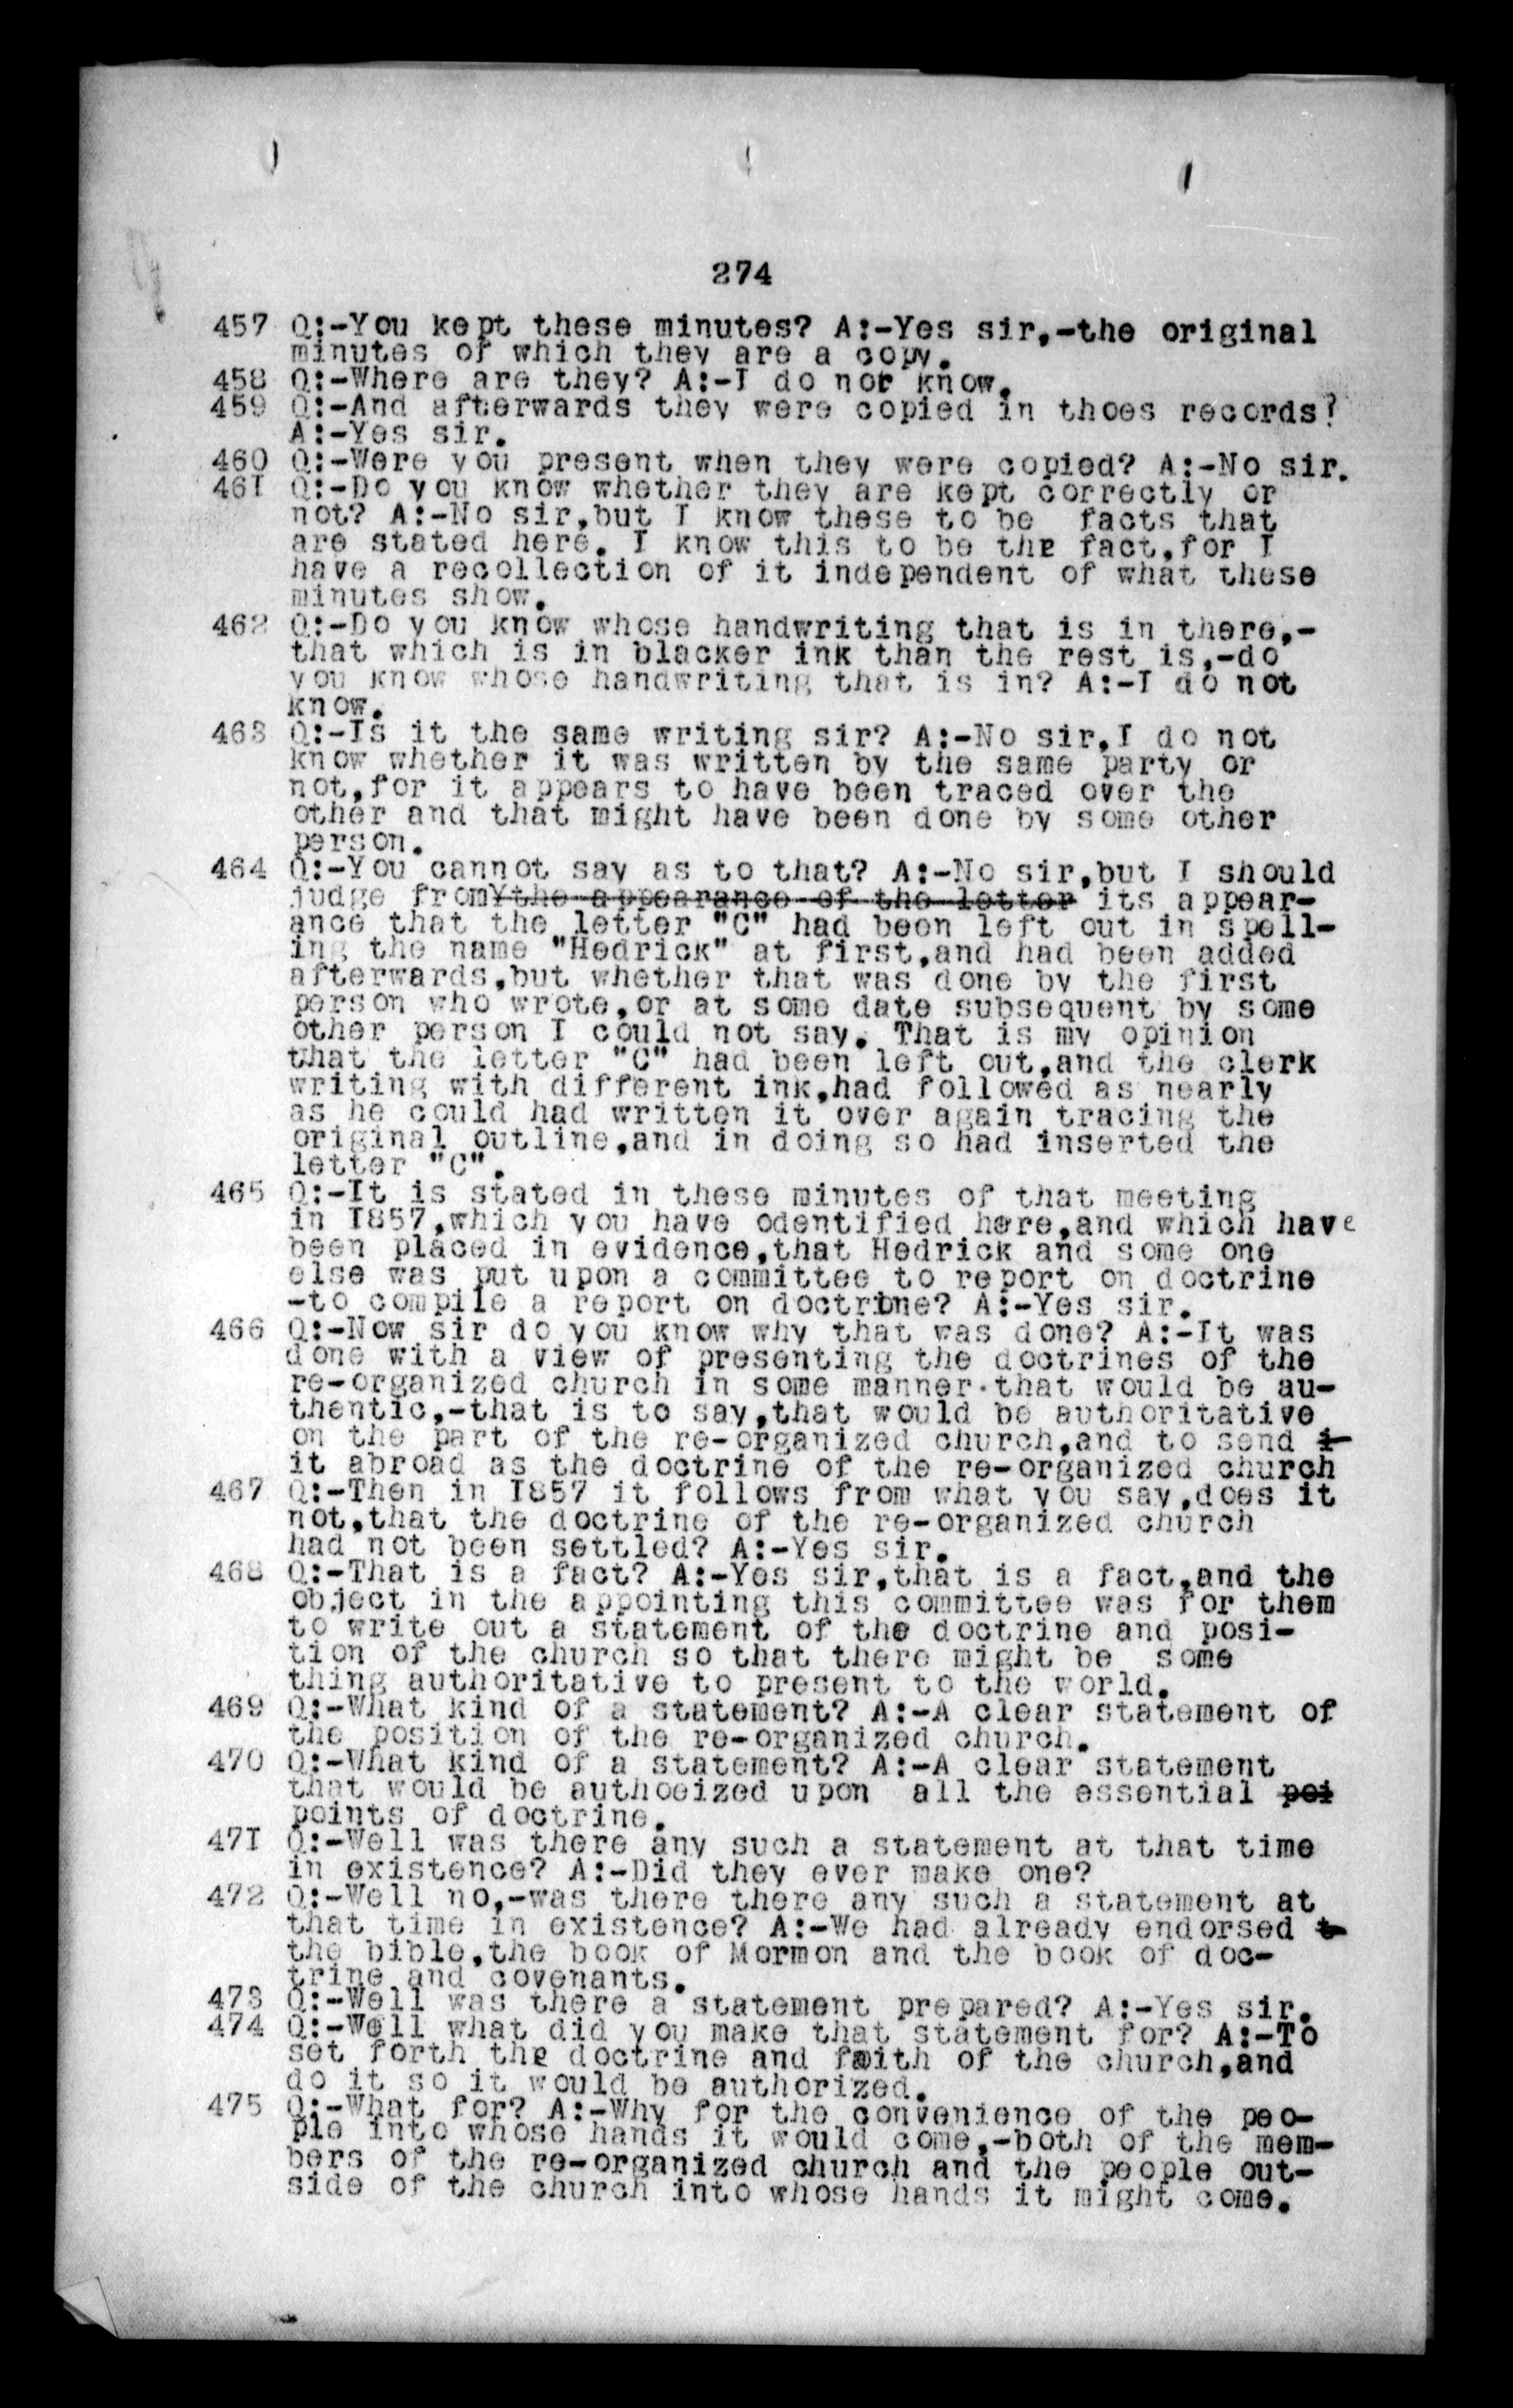 274
457 Q:-You kept these minutes? A:-Yes sir,-the original
minutes of which they are a copy.
458 Q:-Where are they? A:-I do not know.
459 Q:-And afterwards they were copied in thoes records?
A:-Yes sir.
460 Q:-Were you present when they were copied? A:-No sir.
461 Q:-Do you know whether they are kept correctly or
not? A:-No sir,but I know these to be facts that
are stated here. I know this to be the fact,for I
have a recollection of it independent of what these
minutes show.
462 Q:-Do you know whose handwriting that is in there,-
that which is in blacker ink than the rest is,-do
you know whose handwriting that is in? A:-I do not
know.
463 Q:-Is it the same writing sir? A:-No sir,I do not
know whether it was written by the same party or
not,for it appears to have been traced over the
other and that might have been done by some other
person.
464 Q:-You cannot say as to that? A:-No sir,but I should
judge from the appearance of the letter its appear-
ance that the letter "C" had been left out in spell-
ing the name "Hedrick" at first,and had been added
afterwards,but whether that was done by the first
person who wrote,or at some date subsequent by some
other person I could not say. That is my opinion
that the letter "C" had been left out,and the clerk
writing with different ink,had followed as nearly
as he could had written it over again tracing the
original outline,and in doing so had inserted the
letter "C".
465 Q:-It is stated in these minutes of that meeting
in 1857,which you have odentified here,and which have
been placed in evidence,that Hedrick and some one
else was put upon a committee to report on doctrine
-to compile a report on doctrine? A:-Yes sir.
466 Q:-Now sir do you know why that was done? A:-It was
done with a view of presenting the doctrines of the
re-organized church in some manner.that would be au-
thentic,-that is to say,that would be authoritative
on the part of the re-organized church,and to send i
it abroad as the doctrine of the re-organized church
467 Q:-Then in 1857 it follows from what you say,does it
not,that the doctrine of the re-organized church
had not been settled? A:-Yes sir.
468 Q:-That is a fact? A:-Yes sir,that is a fact,and the
object in the appointing this committee was for them
to write out a statement of the doctrine and posi-
tion of the church so that there might be some
thing authoritative to present to the world.
469 Q:-What kind of a statement? A:-A clear statement of
the position of the re-organized church.
470 Q:-What kind of a statement? A:-A clear statement
that would be authoeized upon all the essential poi
points of doctrine.
471 Q:-Well was there any such a statement at that time
in existence? A:-Did they ever make one?
472 Q:-Well no,-was there there any such a statement at
that time in existence? A:-We had already endorsed t
the bible,the book of Mormon and the book of doc-
trine and covenants.
473 Q:-Well was there a statement prepared? A:-Yes sir.
474 Q:-Well what did you make that statement for? A:-To
set forth the doctrine and faith of the church,and
do it so it would be authorized.
475 Q:-What for? A:-Why for the convenience of the peo-
ple into whose hands it would come,-both of the mem-
bers of the re-organized church and the people out-
side of the church into whose hands it might come.